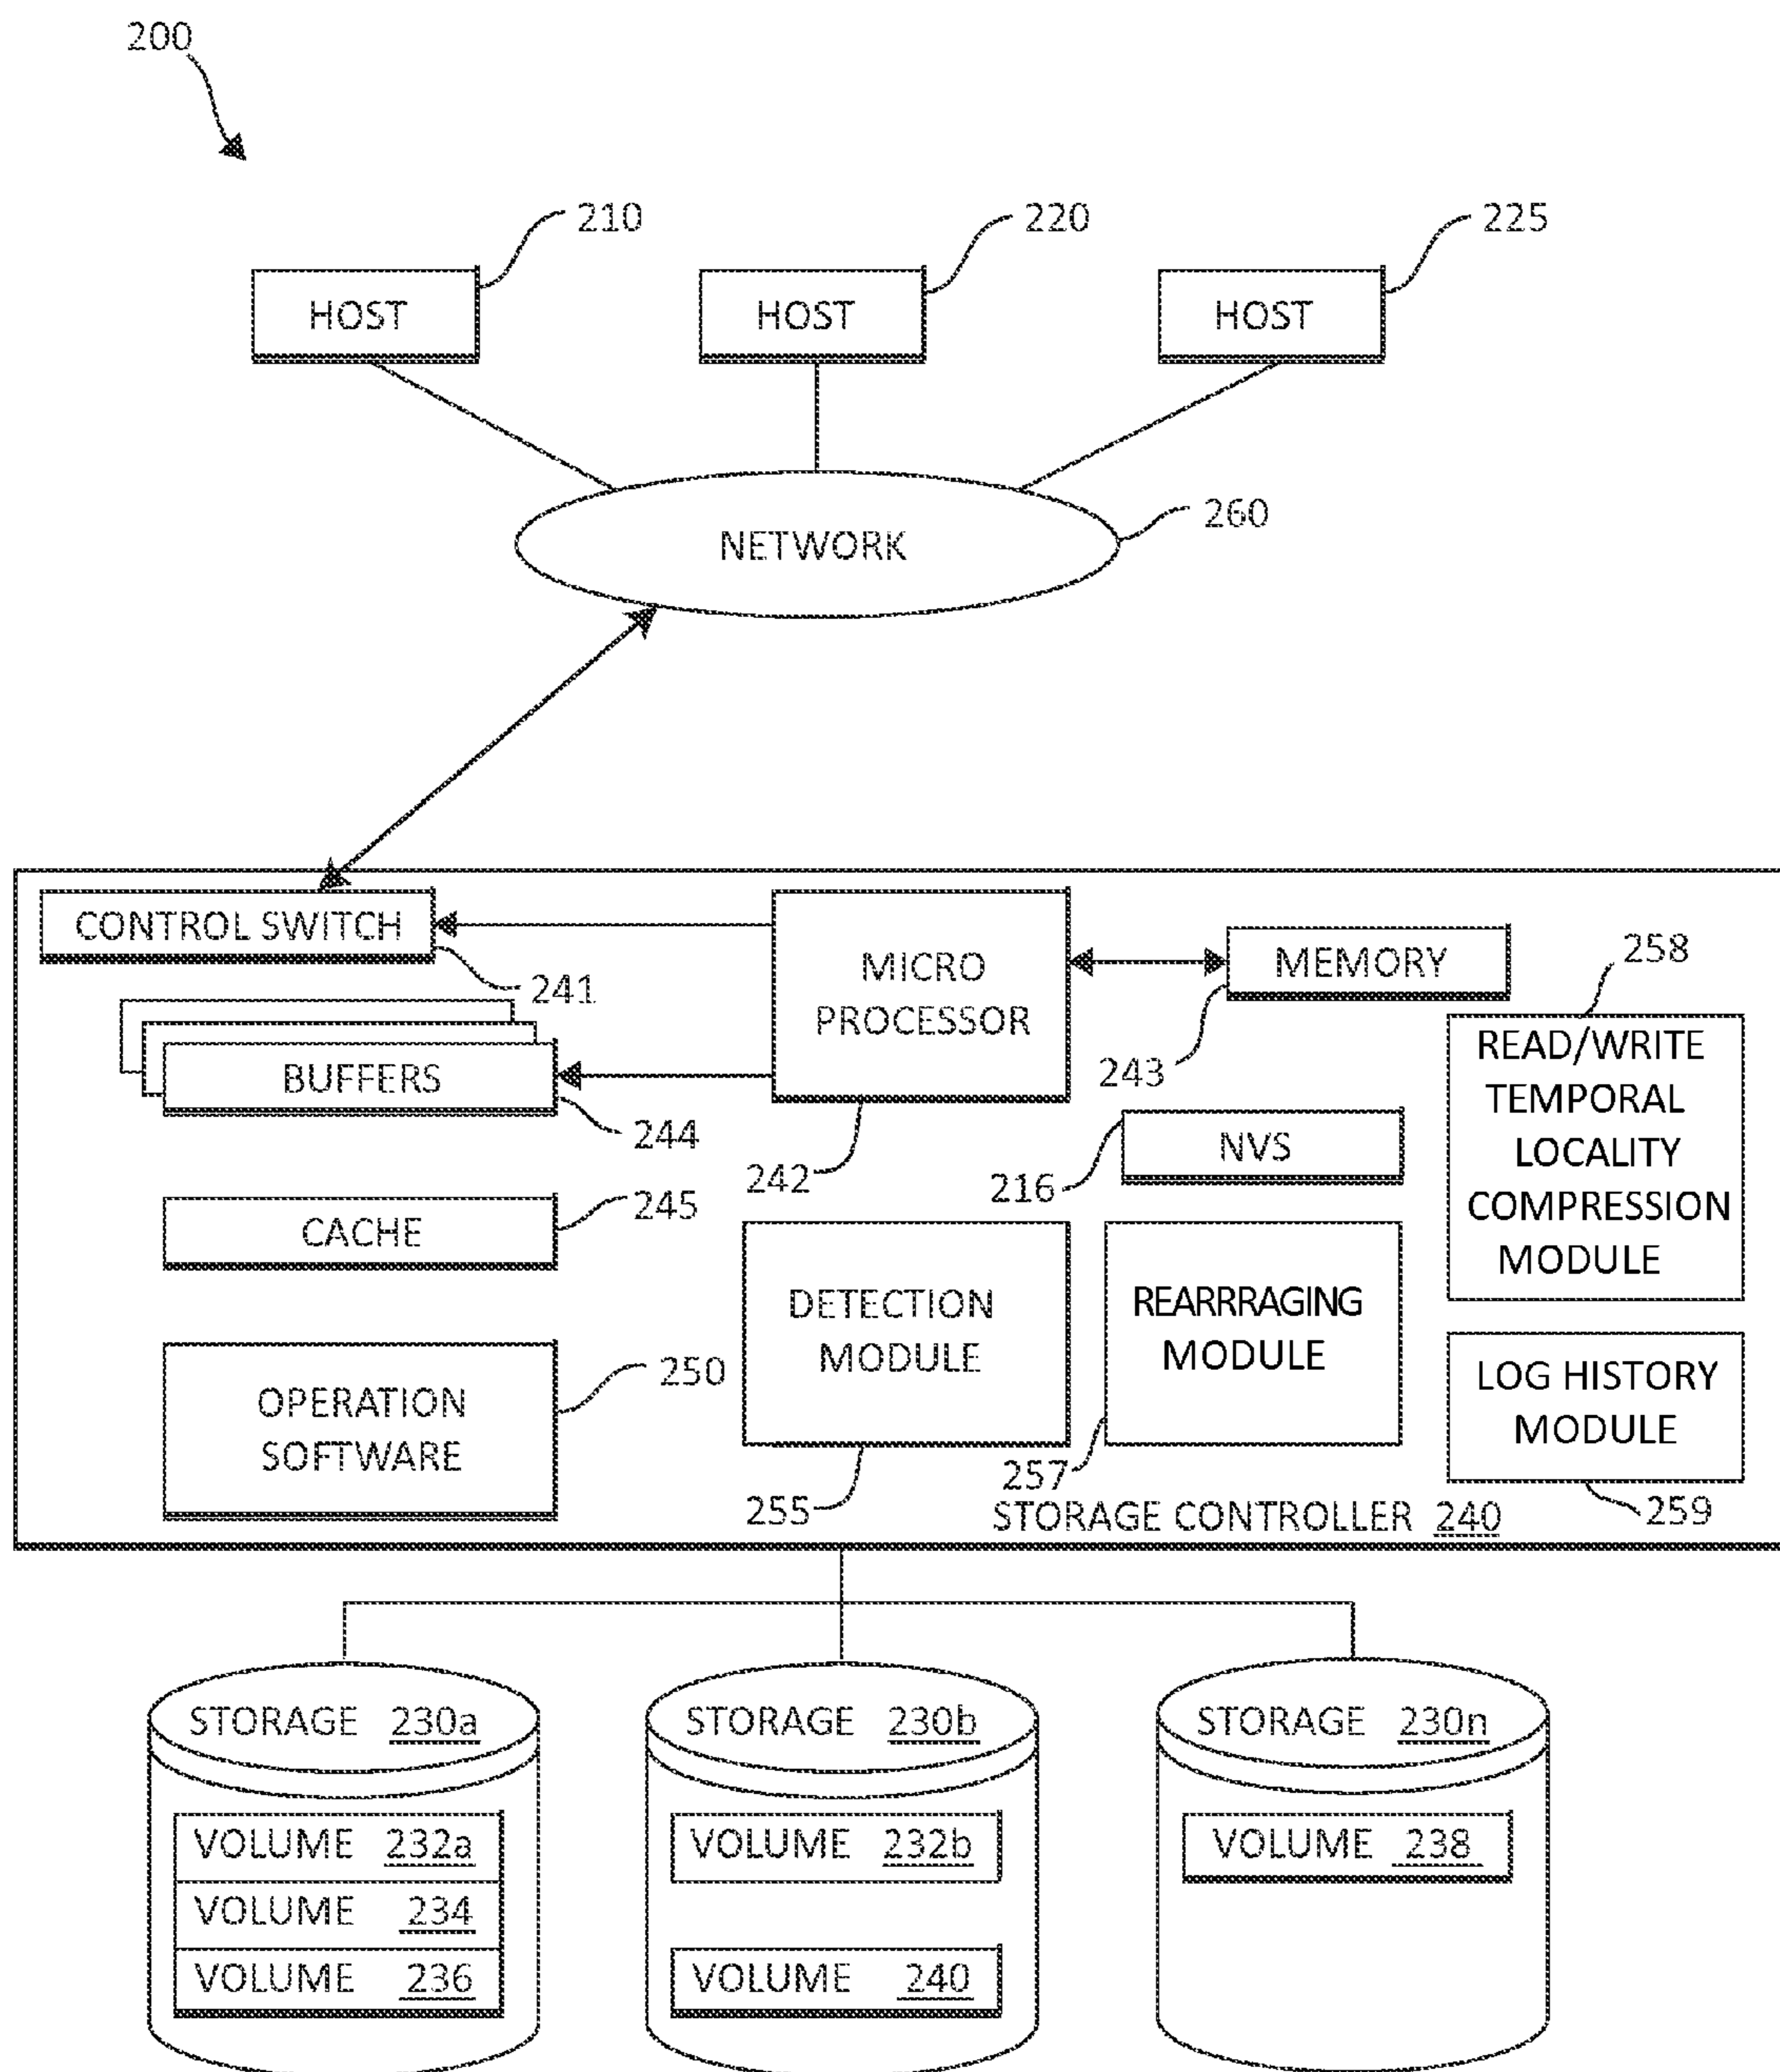 200
210
220
225
HOST
HOST
HOST
260
NETWORK
CONTROL SWITCH
241
MICRO
PROCESSOR
242
MEMORY
243
258
READ/WRITE
TEMPORAL
LOCALITY
COMPRESSION
MODULE
BUFFERS
244
NVS
216
CACHE
245
DETECTION
MODULE
255
REARRRAGING
MODULE
257
OPERATION
SOFTWARE
250
LOG HISTORY
MODULE
259
STORAGE CONTROLLER 240
STORAGE 230a
STORAGE 230b
STORAGE 230n
VOLUME 232a
VOLUME 234
VOLUME 236
VOLUME 232b
VOLUME 240
VOLUME 238